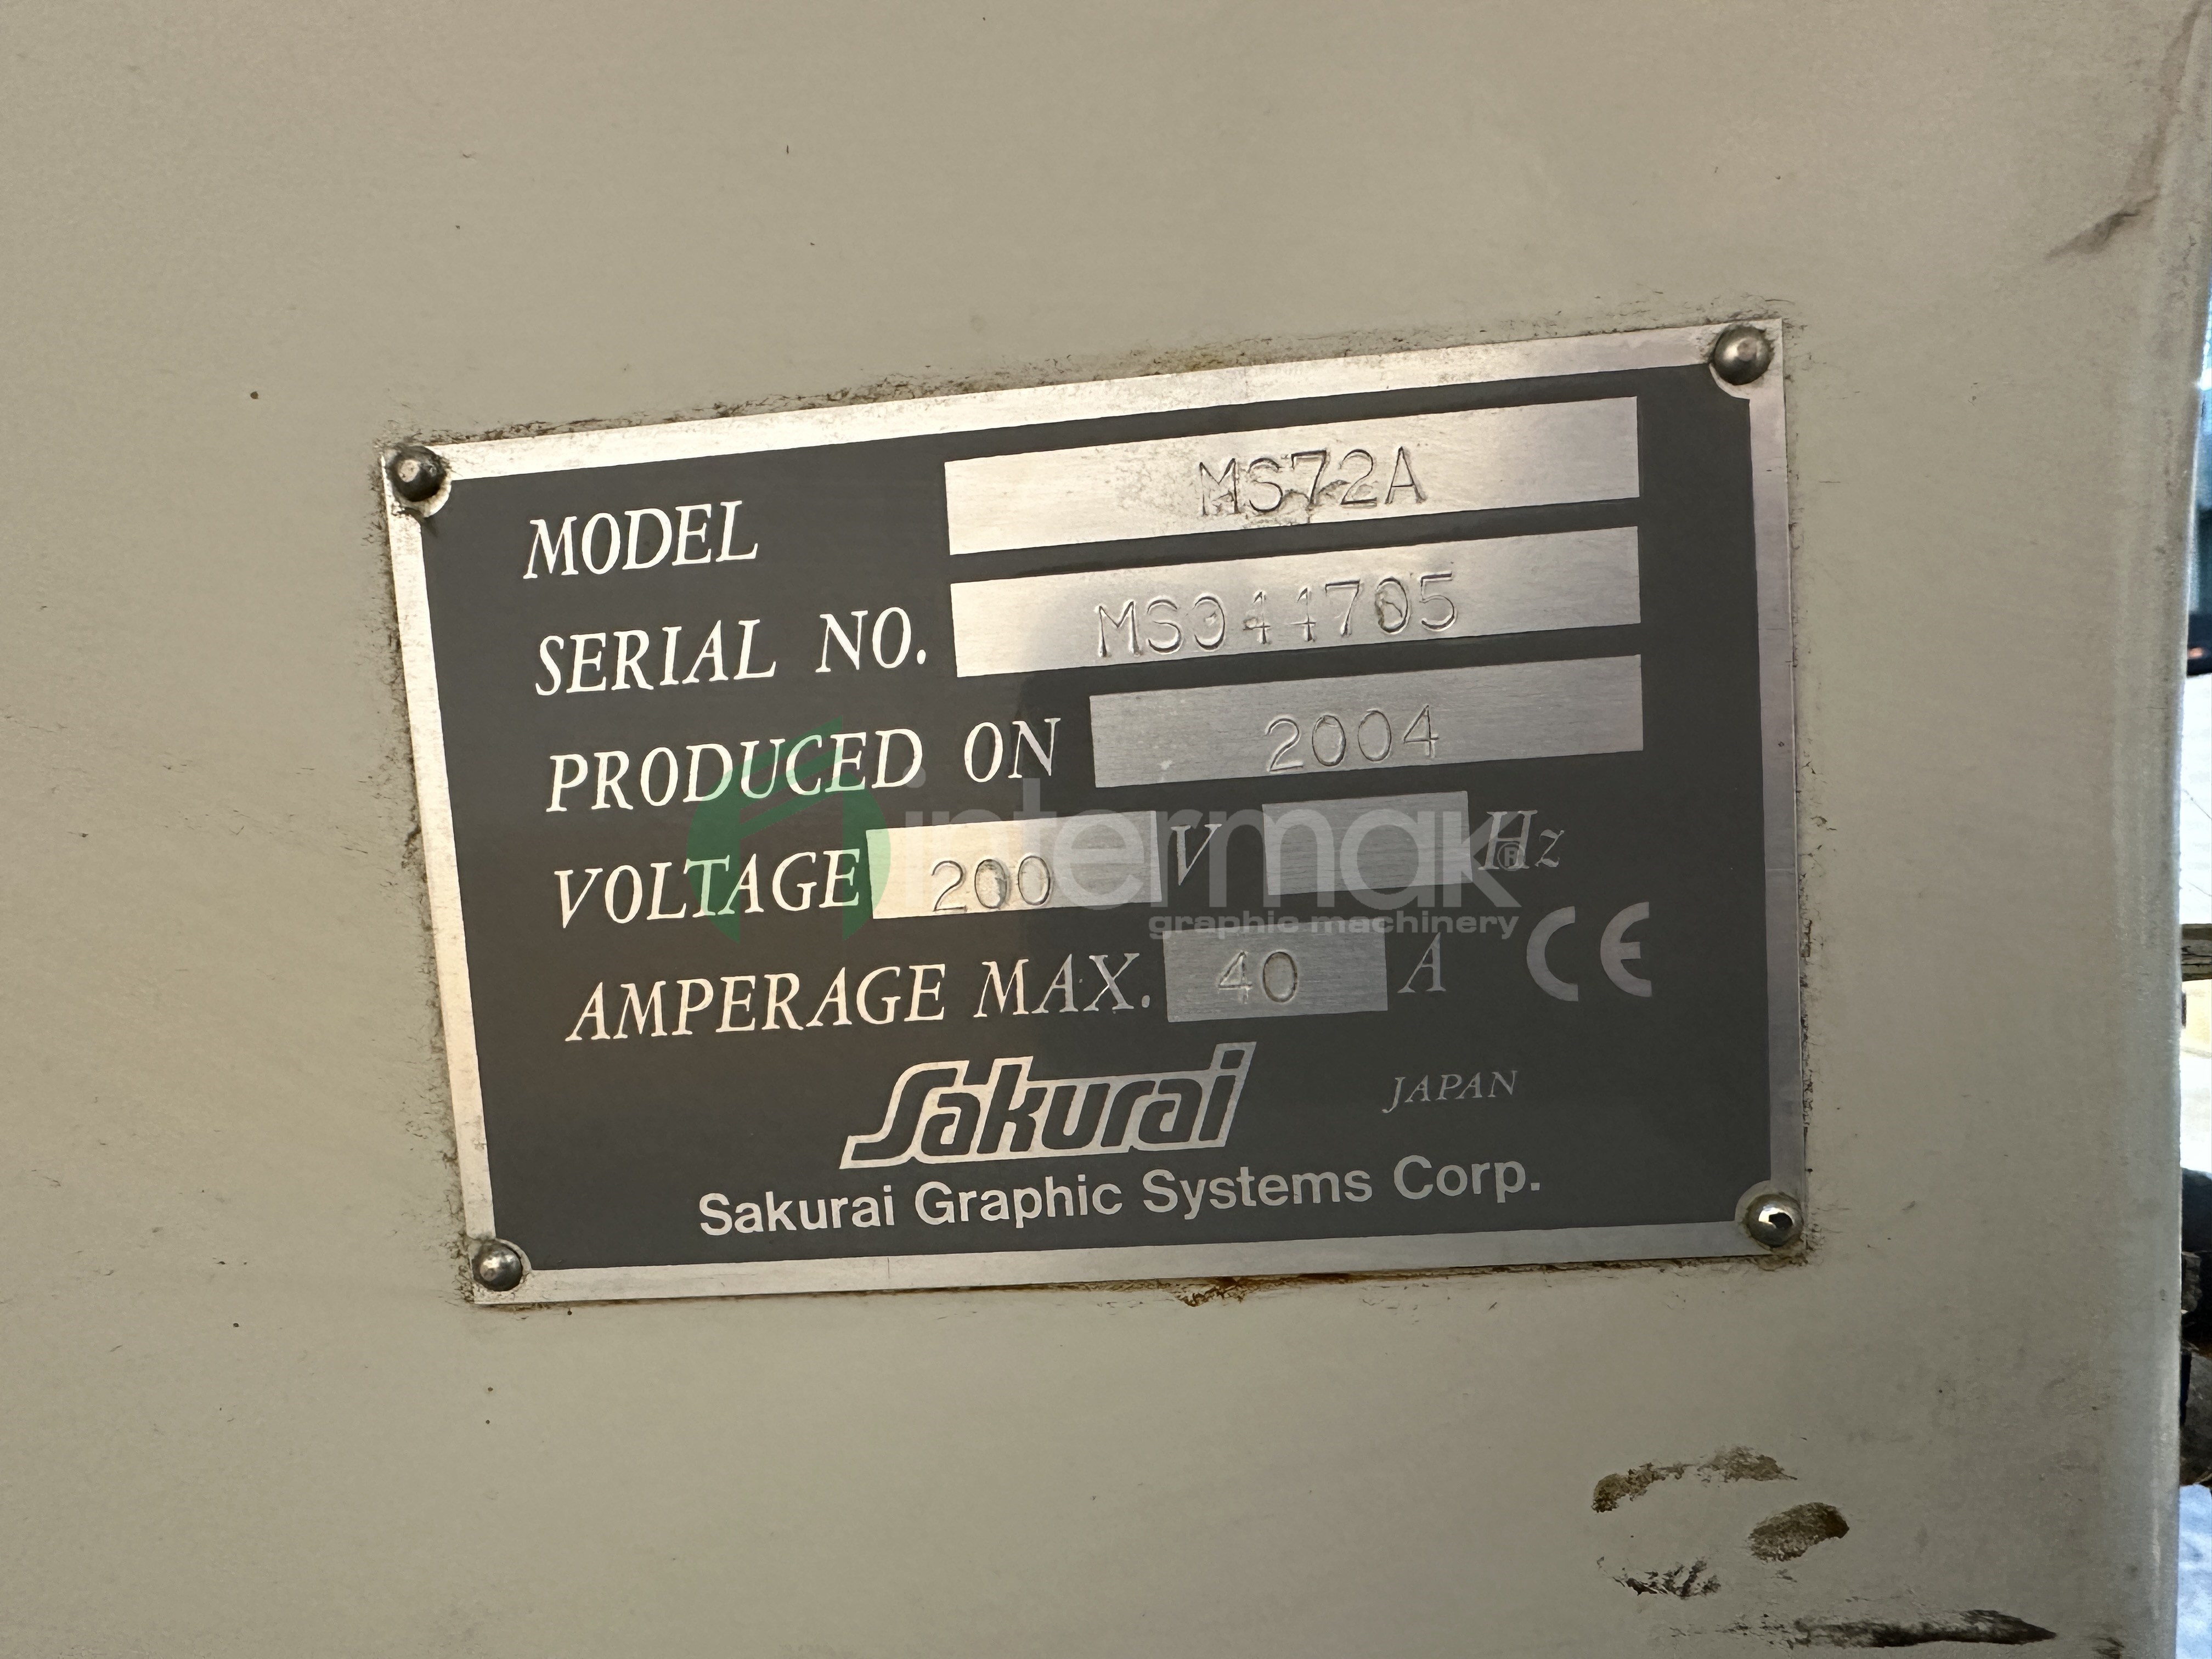 MODEL MS72A
SERIAL NO. MS044705
PRODUCED ON 2004
VOLTAGE 200 V Hz
AMPERAGE MAX. 40 A CE
Sakurai JAPAN
Sakurai Graphic Systems Corp.
intermak®
graphic machinery